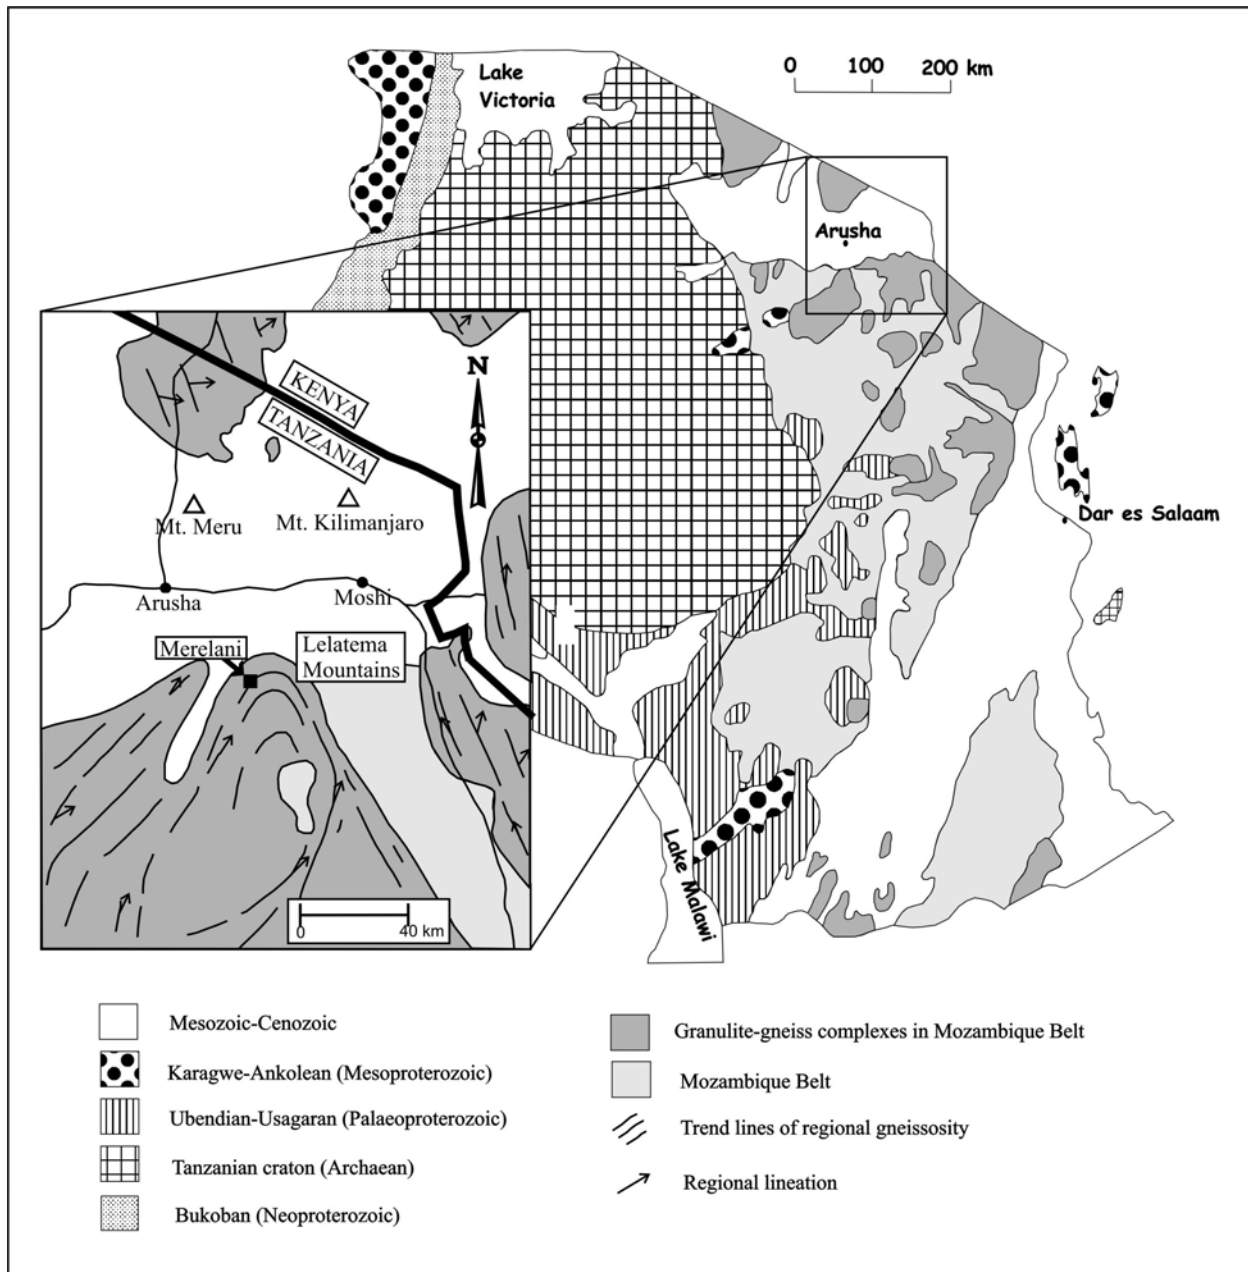 Lake
Victoria
0 100 200 km
Arusha
N
KENYA
TANZANIA
Mt. Meru
Mt. Kilimanjaro
Dar es Salaam
Arusha
Moshi
Merelani
Lelatema
Mountains
Lake Malawi
0 40 km
Mesozoic-Cenozoic
Karagwe-Ankolean (Mesoproterozoic)
Ubendian-Usagaran (Palaeoproterozoic)
Tanzanian craton (Archaean)
Bukoban (Neoproterozoic)
Granulite-gneiss complexes in Mozambique Belt
Mozambique Belt
Trend lines of regional gneissosity
Regional lineation